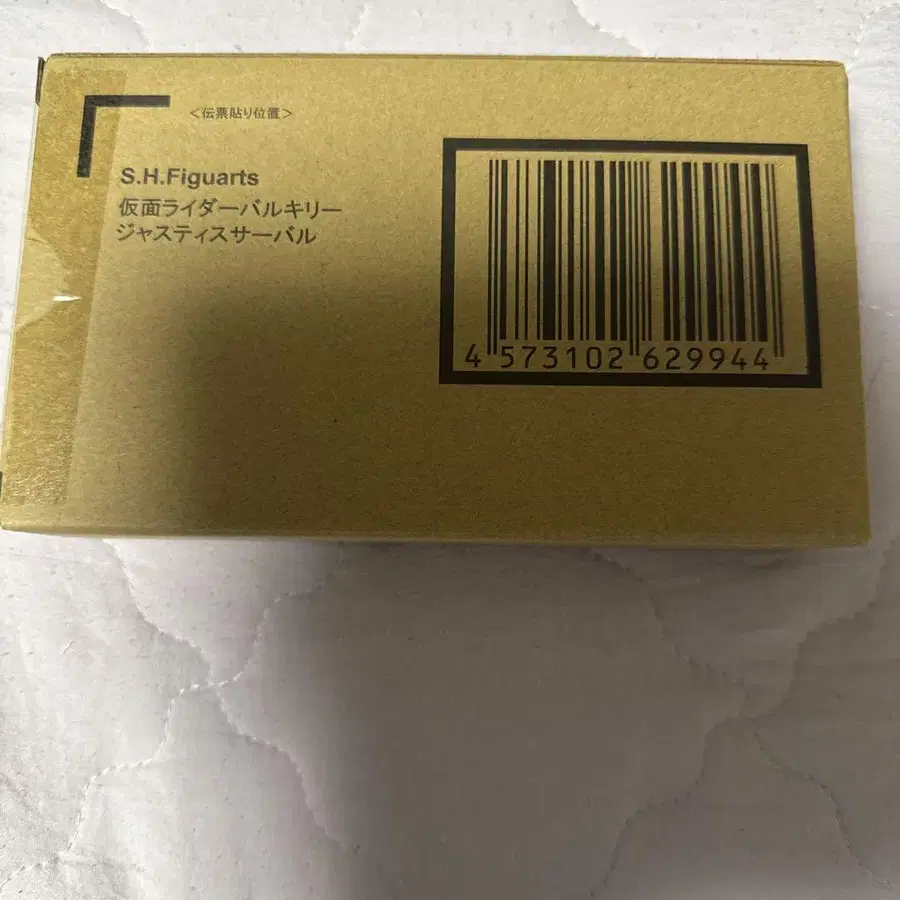 ＜伝票貼り位置＞
S.H.Figuarts
仮面ライダーバルキリー
ジャスティスサーバル
4 573102 629944